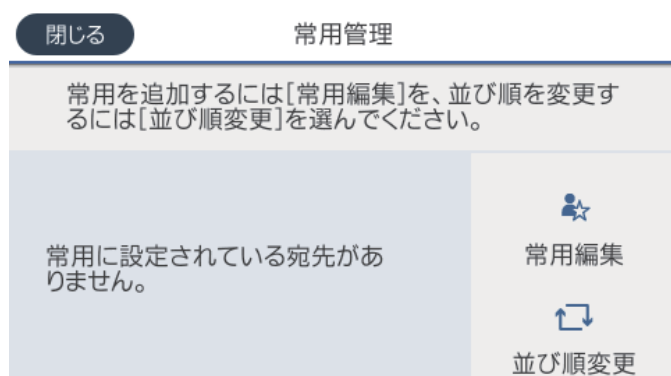 閉じる
常用管理
常用を追加するには[常用編集]を、並び順を変更す
るには[並び順変更]を選んでください。
常用に設定されている宛先があ
りません。
常用編集
並び順変更